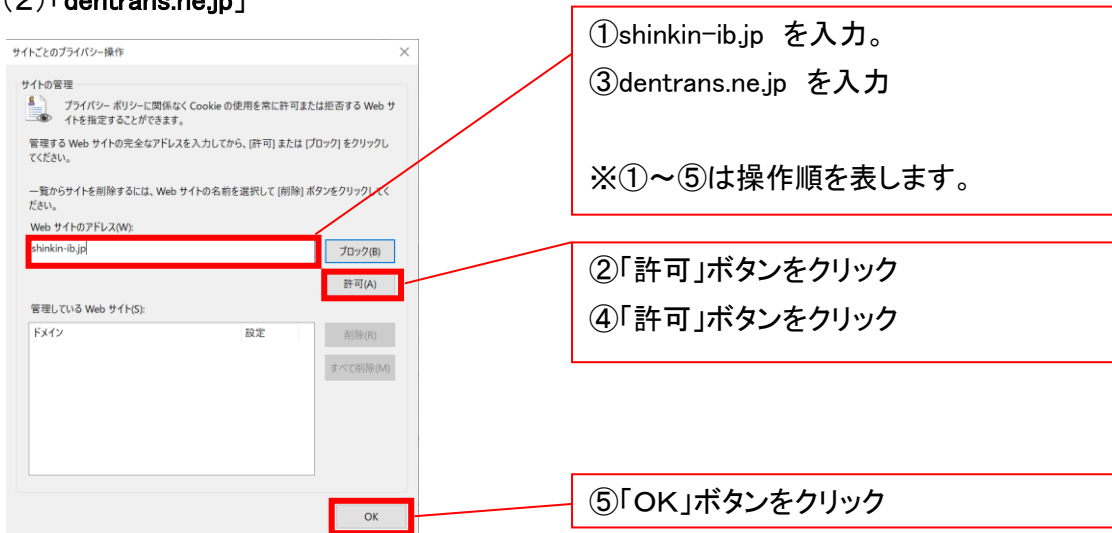 （2）「dentrans.ne.jp」
サイトごとのプライバシー操作
サイトの管理
プライバシー ポリシーに関係なく Cookie の使用を常に許可または拒否する Web サ
イトを指定することができます。
管理する Web サイトの完全なアドレスを入力してから、[許可] または [ブロック] をクリックし
てください。
一覧からサイトを削除するには、Web サイトの名前を選択して [削除] ボタンをクリックしてく
ださい。
Web サイトのアドレス(W):
shinkin-ib.jp
ブロック(B)
許可(A)
管理している Web サイト(S):
ドメイン 設定
削除(R)
すべて削除(M)
OK
①shinkin-ib.jp を入力。
③dentrans.ne.jp を入力
※①～⑤は操作順を表します。
②「許可」ボタンをクリック
④「許可」ボタンをクリック
⑤「ＯＫ」ボタンをクリック